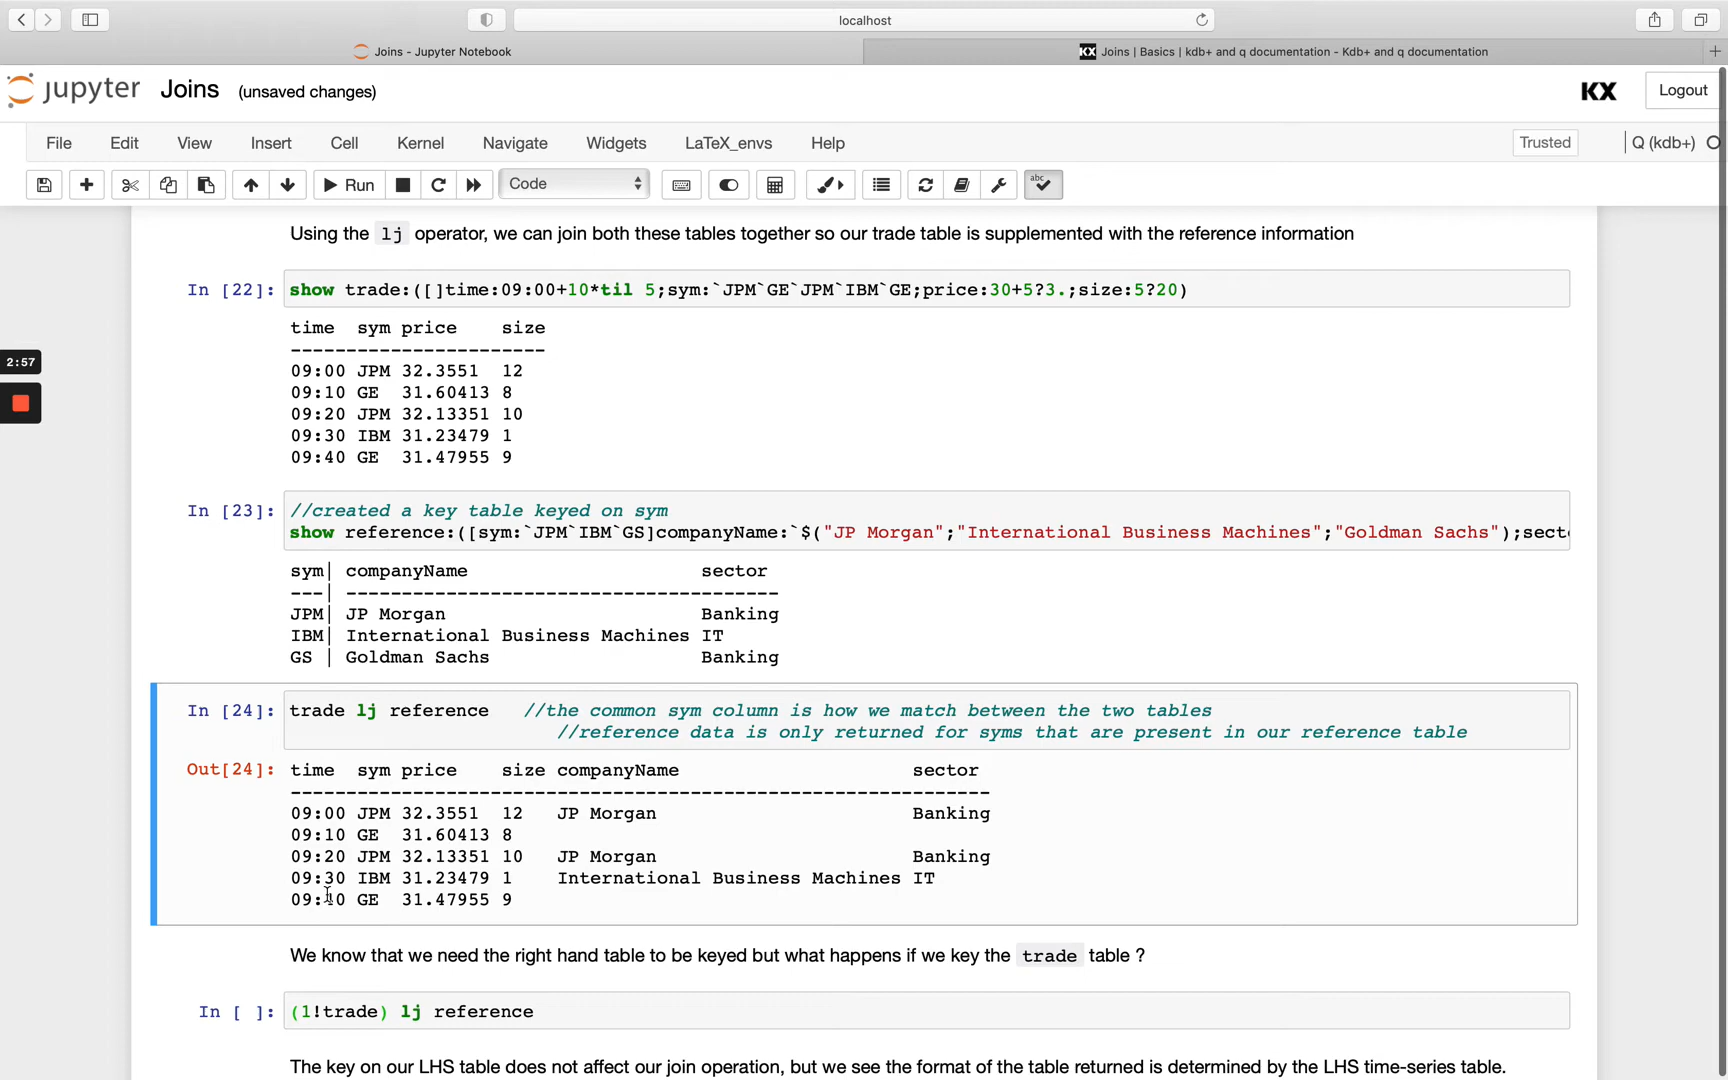 localhost
Joins - Jupyter Notebook
KX Joins | Basics | kdb+ and q documentation - Kdb+ and q documentation
jupyter Joins (unsaved changes)
KX
Logout
File Edit View Insert Cell Kernel Navigate Widgets LaTeX_envs Help
Trusted
Q (kdb+)
Run
Code
abc
Using the lj operator, we can join both these tables together so our trade table is supplemented with the reference information
In [22]: show trade:([]time:09:00+10*til 5;sym:`JPM`GE`JPM`IBM`GE;price:30+5?3.;size:5?20)
time sym price size
-----------------------
09:00 JPM 32.3551 12
09:10 GE 31.60413 8
09:20 JPM 32.13351 10
09:30 IBM 31.23479 1
09:40 GE 31.47955 9
2:57
In [23]: //created a key table keyed on sym
show reference:([sym:`JPM`IBM`GS]companyName:`$("JP Morgan";"International Business Machines";"Goldman Sachs");sect
sym| companyName sector
---| ---------------------------------------
JPM| JP Morgan Banking
IBM| International Business Machines IT
GS | Goldman Sachs Banking
In [24]: trade lj reference //the common sym column is how we match between the two tables
//reference data is only returned for syms that are present in our reference table
Out[24]: time sym price size companyName sector
---------------------------------------------------------------
09:00 JPM 32.3551 12 JP Morgan Banking
09:10 GE 31.60413 8
09:20 JPM 32.13351 10 JP Morgan Banking
09:30 IBM 31.23479 1 International Business Machines IT
09:40 GE 31.47955 9
We know that we need the right hand table to be keyed but what happens if we key the trade table ?
In [ ]: (1!trade) lj reference
The key on our LHS table does not affect our join operation, but we see the format of the table returned is determined by the LHS time-series table.